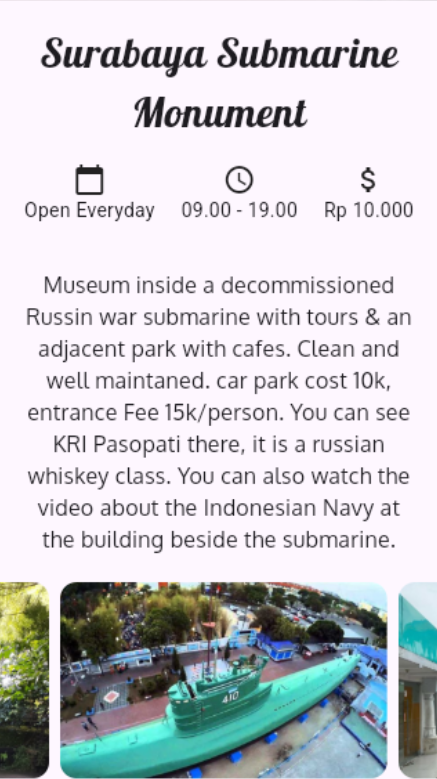 Surabaya Submarine
Monument
Open Everyday
09.00 - 19.00
Rp 10.000
Museum inside a decommissioned
Russin war submarine with tours & an
adjacent park with cafes. Clean and
well maintaned. car park cost 10k,
entrance Fee 15k/person. You can see
KRI Pasopati there, it is a russian
whiskey class. You can also watch the
video about the Indonesian Navy at
the building beside the submarine.
410